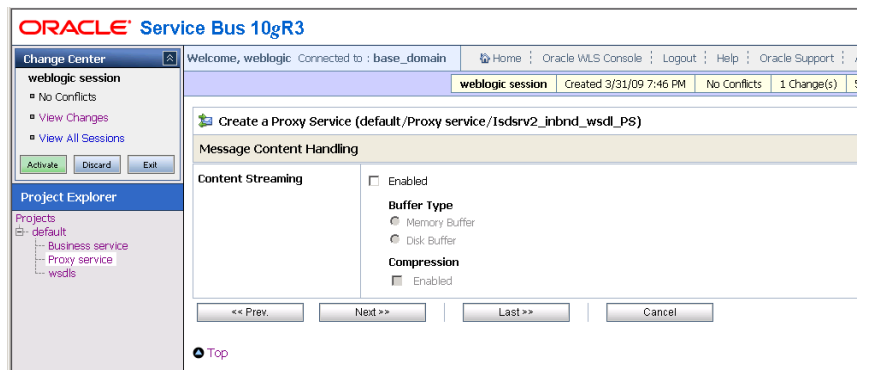 ORACLE Service Bus 10gR3
Change Center
Welcome, weblogic Connected to : base_domain Home Oracle WLS Console Logout Help Oracle Support
weblogic session
weblogic session Created 3/31/09 7:46 PM No Conflicts 1 Change(s)
No Conflicts
View Changes
View All Sessions
Activate Discard Exit
Create a Proxy Service (default/Proxy service/Isdsrv2_inbnd_wsdl_PS)
Message Content Handling
Content Streaming
Enabled
Buffer Type
Memory Buffer
Disk Buffer
Compression
Enabled
Project Explorer
Projects
default
Business service
Proxy service
wsdls
<< Prev. Next >> Last >> Cancel
Top